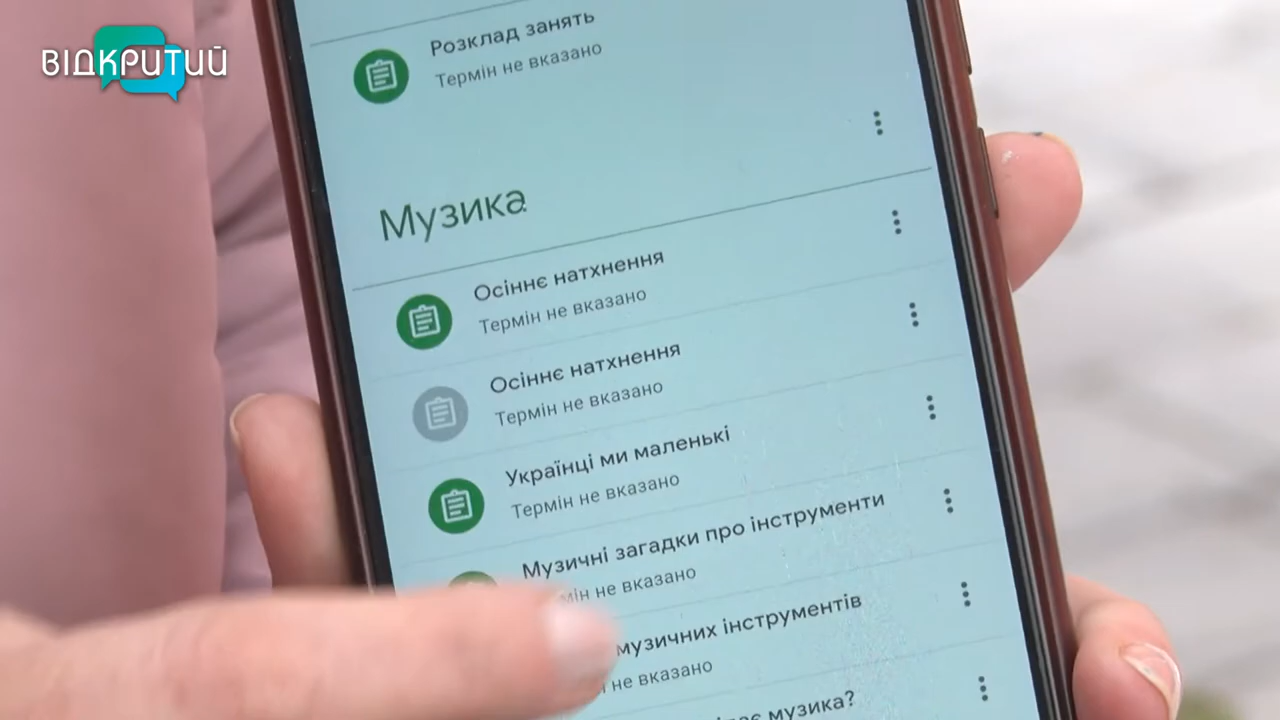 ВІДКРИТИЙ
Розклад занять
Термін не вказано
Музика
Осіннє натхнення
Термін не вказано
Осіннє натхнення
Термін не вказано
Українці ми маленькі
Термін не вказано
Музичні загадки про інструменти
не вказано
музичних інструментів
не вказано
музика?